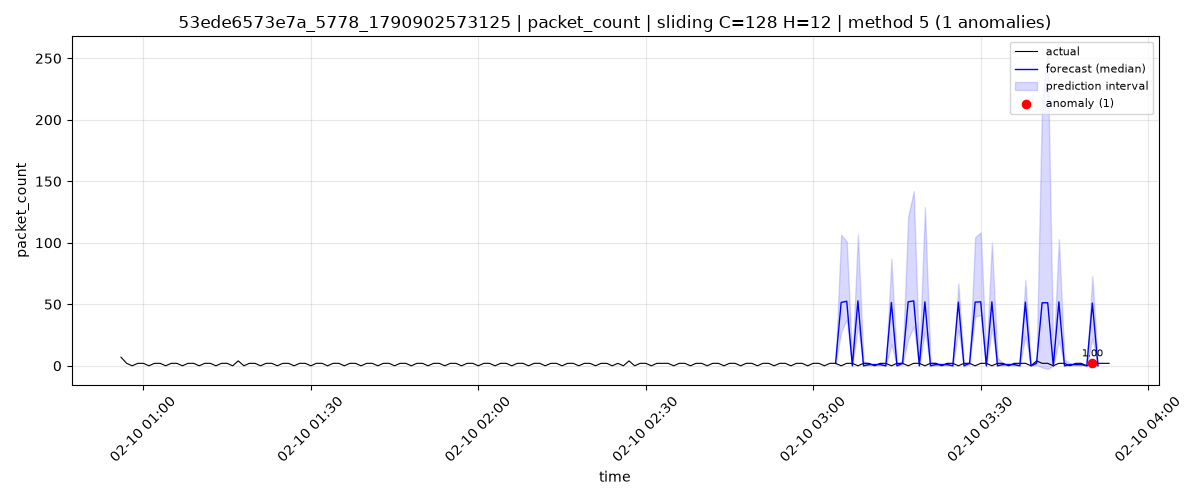 53ede6573e7a_5778_1790902573125 | packet_count | sliding C=128 H=12 | method 5 (1 anomalies)
actual
forecast (median)
prediction interval
anomaly (1)
packet_count
250
200
150
100
50
0
1.00
02-10 01:00
02-10 01:30
02-10 02:00
02-10 02:30
02-10 03:00
02-10 03:30
02-10 04:00
time